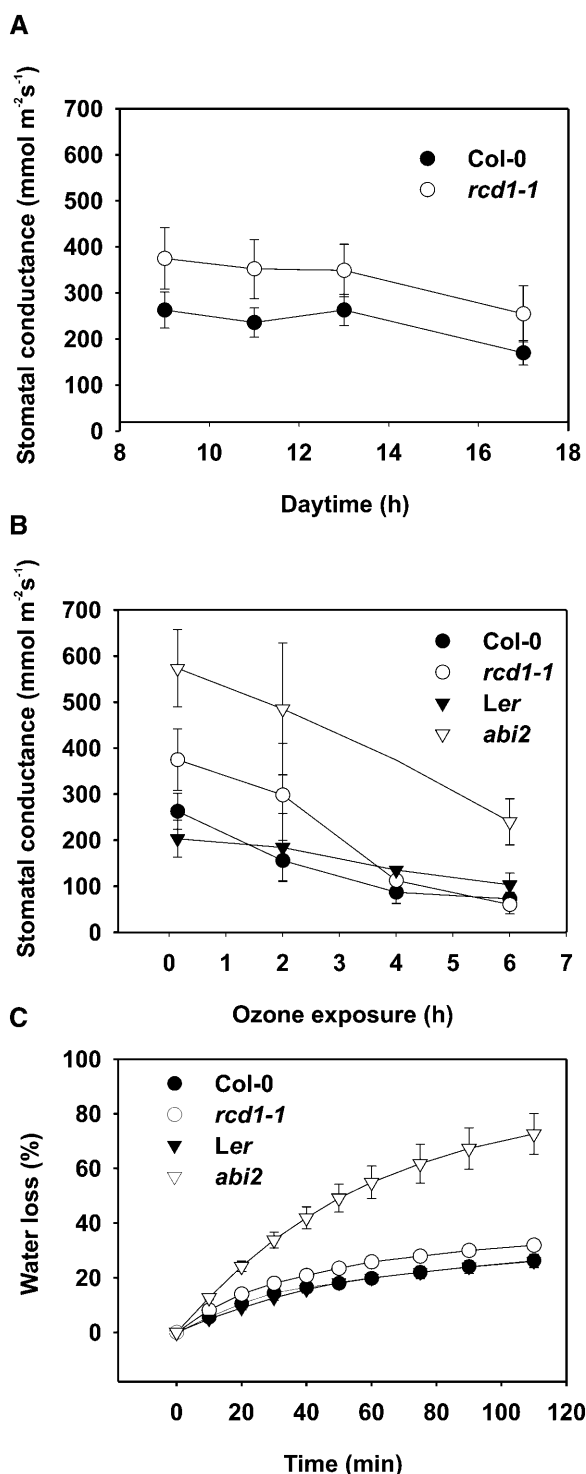 A
Stomatal conductance (mmol m⁻²s⁻¹)
700
600
500
400
300
200
100
0
Col-0
rcd1-1
8 10 12 14 16 18
Daytime (h)
B
Stomatal conductance (mmol m⁻²s⁻¹)
700
600
500
400
300
200
100
0
Col-0
rcd1-1
Ler
abi2
0 1 2 3 4 5 6 7
Ozone exposure (h)
C
Water loss (%)
100
80
60
40
20
0
Col-0
rcd1-1
Ler
abi2
0 20 40 60 80 100 120
Time (min)